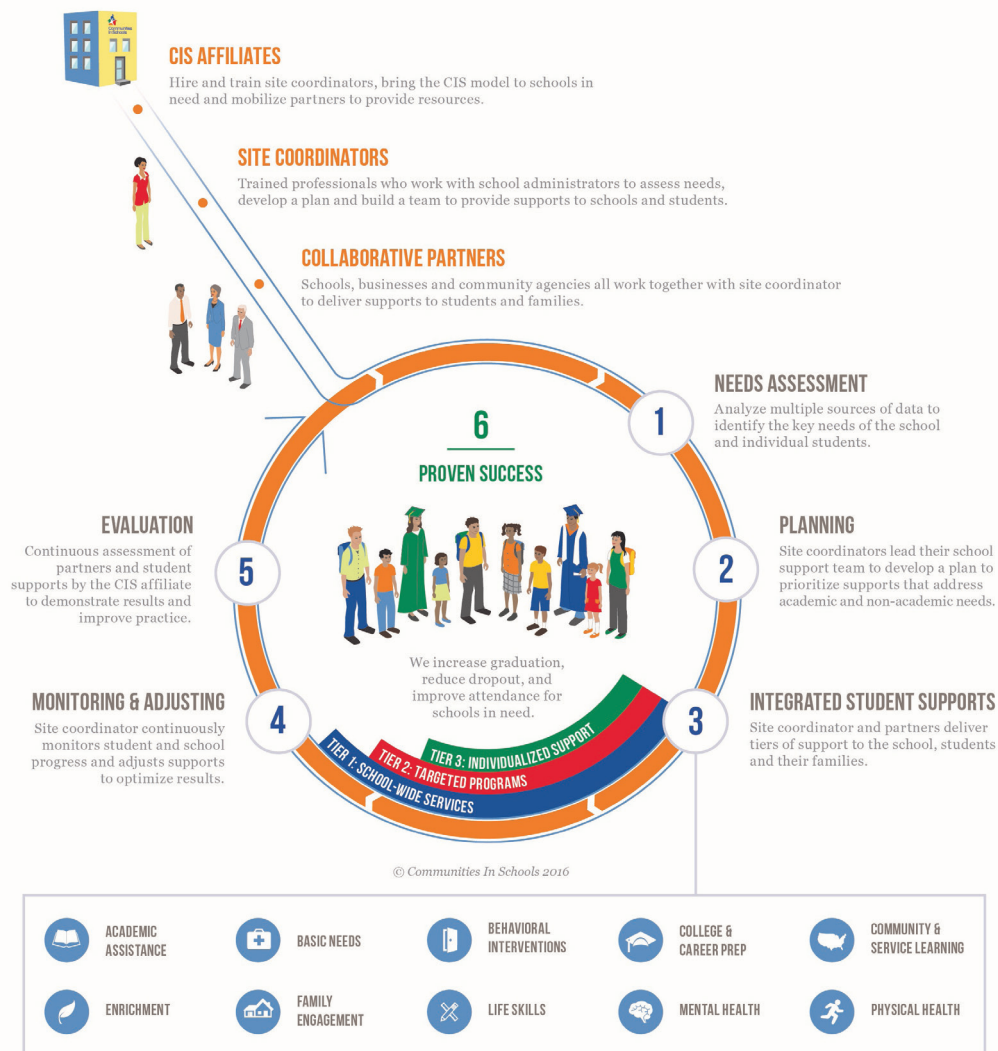 Communities
In Schools
CIS AFFILIATES
Hire and train site coordinators, bring the CIS model to schools in
need and mobilize partners to provide resources.
SITE COORDINATORS
Trained professionals who work with school administrators to assess needs,
develop a plan and build a team to provide supports to schools and students.
COLLABORATIVE PARTNERS
Schools, businesses and community agencies all work together with site coordinator
to deliver supports to students and families.
1
NEEDS ASSESSMENT
Analyze multiple sources of data to
identify the key needs of the school
and individual students.
2
PLANNING
Site coordinators lead their school
support team to develop a plan to
prioritize supports that address
academic and non-academic needs.
3
INTEGRATED STUDENT SUPPORTS
Site coordinator and partners deliver
tiers of support to the school, students
and their families.
4
MONITORING & ADJUSTING
Site coordinator continuously
monitors student and school
progress and adjusts supports
to optimize results.
5
EVALUATION
Continuous assessment of
partners and student
supports by the CIS affiliate
to demonstrate results and
improve practice.
6
PROVEN SUCCESS
We increase graduation,
reduce dropout, and
improve attendance for
schools in need.
TIER 3: INDIVIDUALIZED SUPPORT
TIER 2: TARGETED PROGRAMS
TIER 1: SCHOOL-WIDE SERVICES
© Communities In Schools 2016
ACADEMIC
ASSISTANCE
BASIC NEEDS
BEHAVIORAL
INTERVENTIONS
COLLEGE &
CAREER PREP
COMMUNITY &
SERVICE LEARNING
ENRICHMENT
FAMILY
ENGAGEMENT
LIFE SKILLS
MENTAL HEALTH
PHYSICAL HEALTH